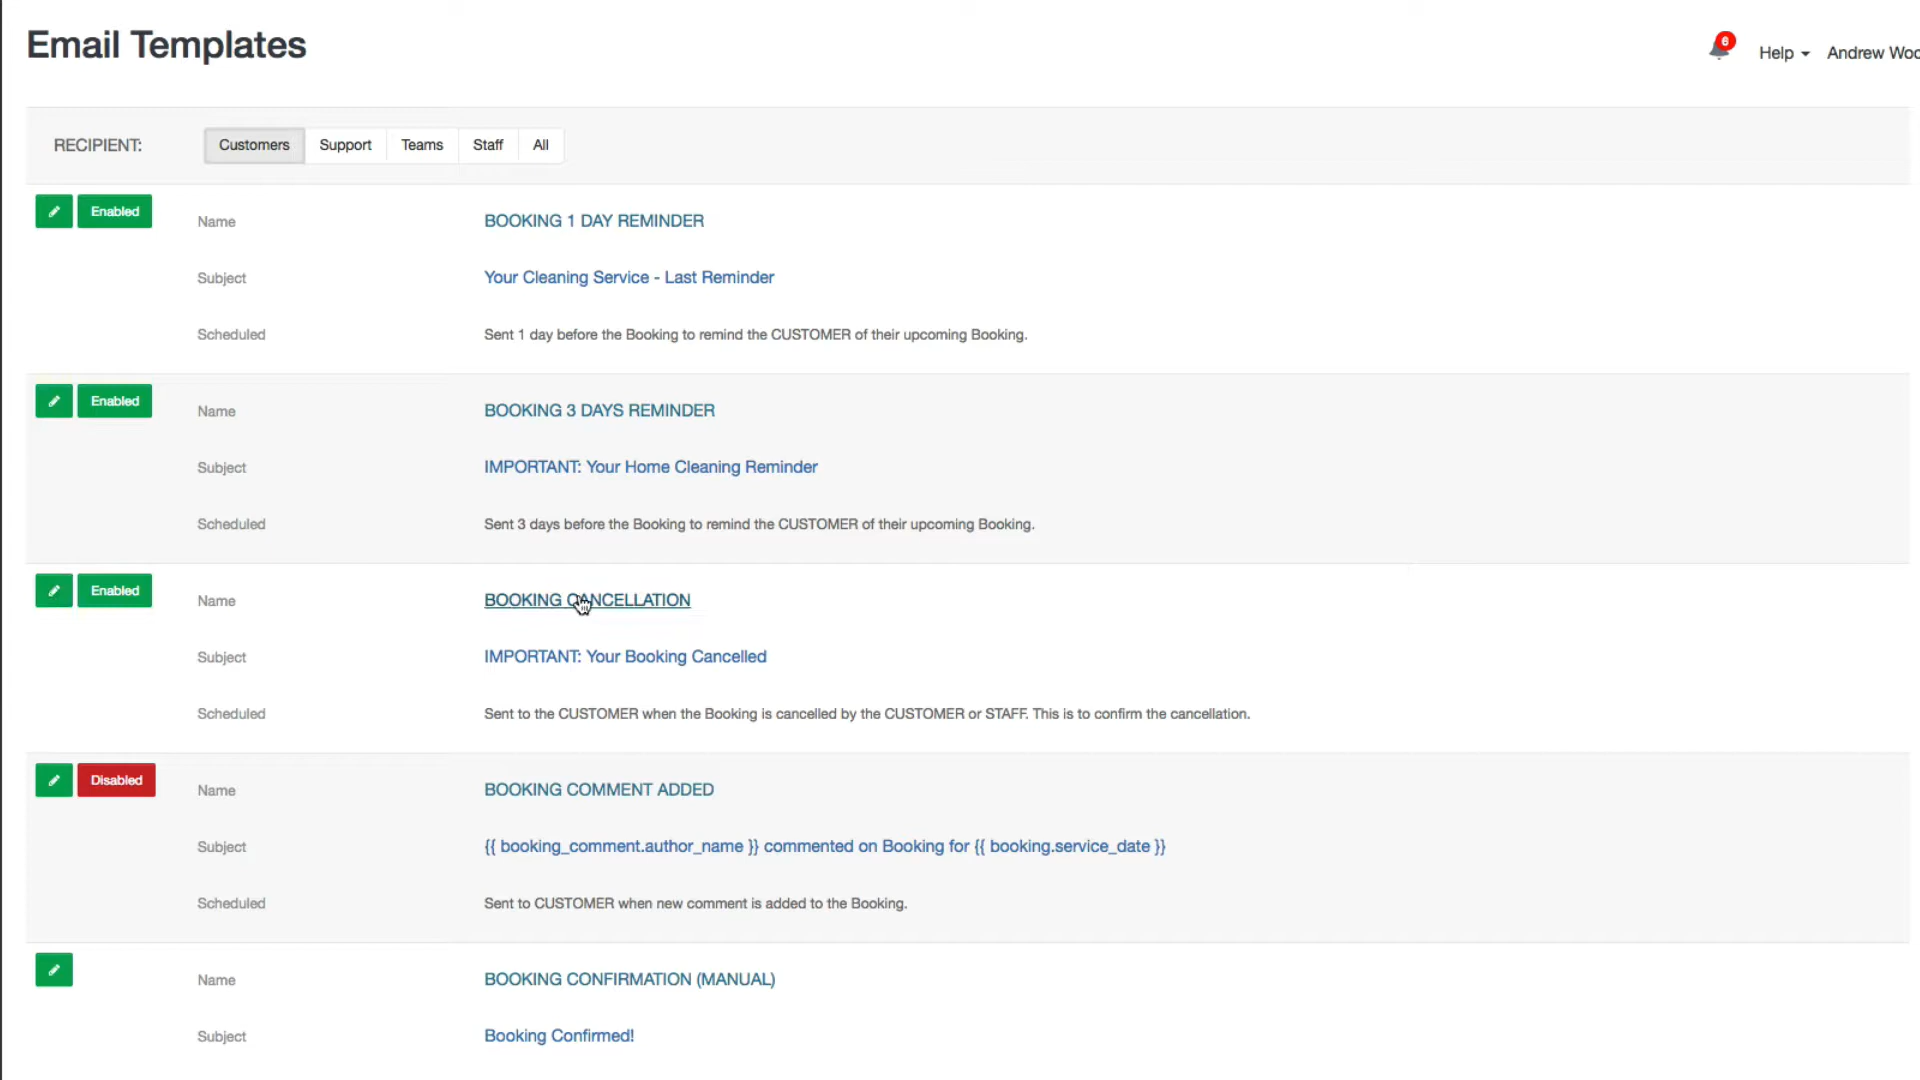 Email Templates
6
Help
Andrew Woo
RECIPIENT:
Customers Support Teams Staff All
Enabled
Name BOOKING 1 DAY REMINDER
Subject Your Cleaning Service - Last Reminder
Scheduled Sent 1 day before the Booking to remind the CUSTOMER of their upcoming Booking.
Enabled
Name BOOKING 3 DAYS REMINDER
Subject IMPORTANT: Your Home Cleaning Reminder
Scheduled Sent 3 days before the Booking to remind the CUSTOMER of their upcoming Booking.
Enabled
Name BOOKING CANCELLATION
Subject IMPORTANT: Your Booking Cancelled
Scheduled Sent to the CUSTOMER when the Booking is cancelled by the CUSTOMER or STAFF. This is to confirm the cancellation.
Disabled
Name BOOKING COMMENT ADDED
Subject {{ booking_comment.author_name }} commented on Booking for {{ booking.service_date }}
Scheduled Sent to CUSTOMER when new comment is added to the Booking.
Name BOOKING CONFIRMATION (MANUAL)
Subject Booking Confirmed!